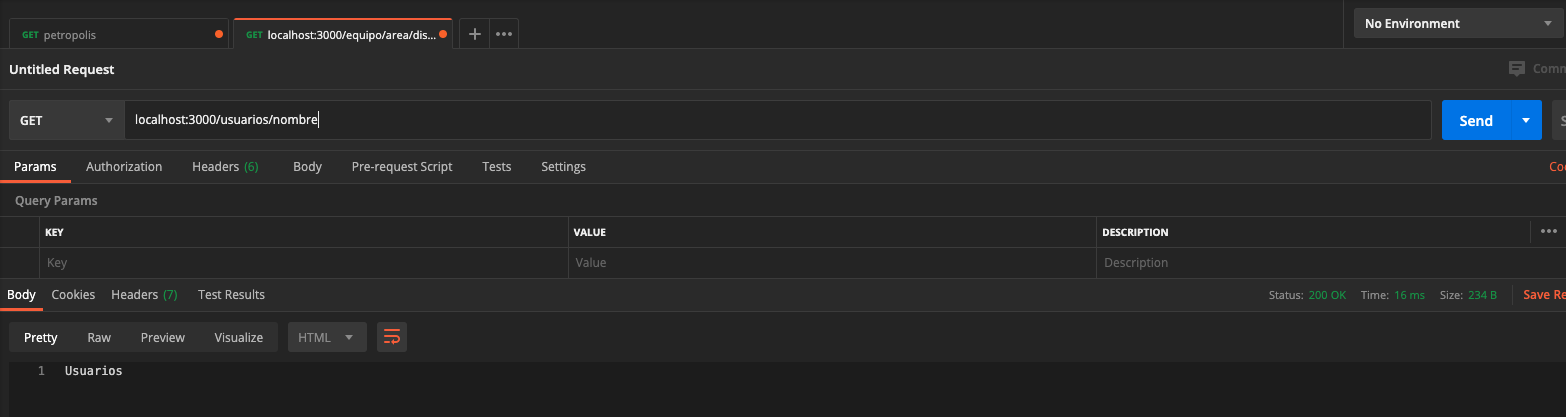 GET petropolis GET localhost:3000/equipo/area/dis... No Environment
Untitled Request
GET localhost:3000/usuarios/nombre Send
Params Authorization Headers (6) Body Pre-request Script Tests Settings
Query Params
KEY VALUE DESCRIPTION
Key Value Description
Body Cookies Headers (7) Test Results Status: 200 OK Time: 16 ms Size: 234 B Save
Pretty Raw Preview Visualize HTML
1 Usuarios